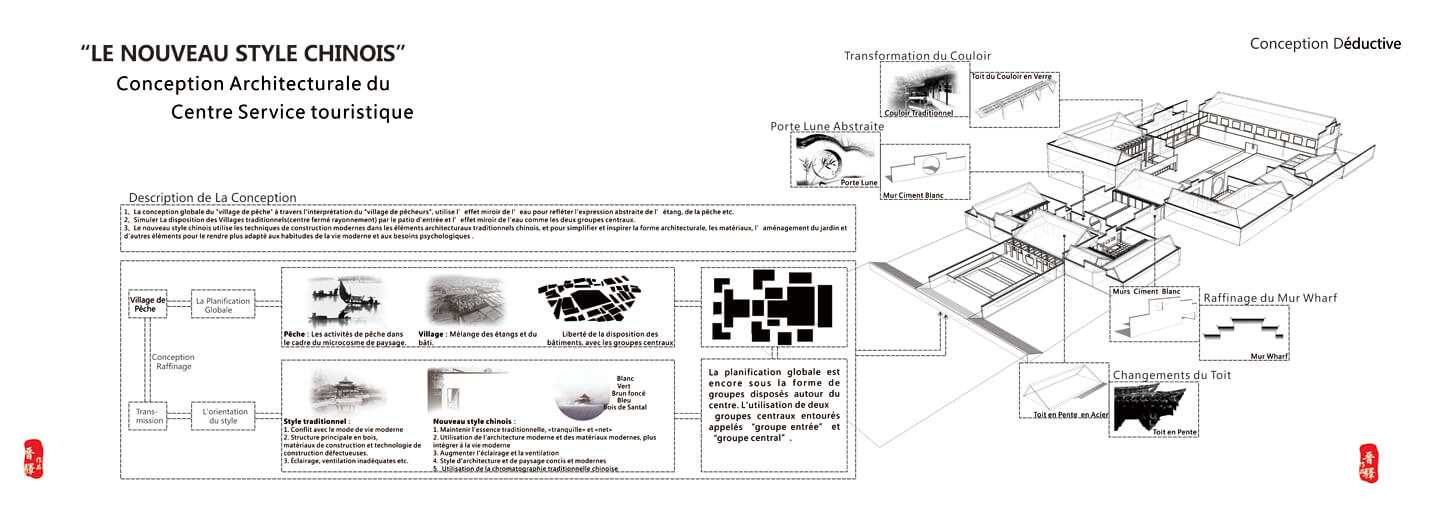 “LE NOUVEAU STYLE CHINOIS”
Conception Architecturale du
Centre Service touristique
Conception Déductive
Transformation du Couloir
Toit du Couloir en Verre
Couloir Traditionnel
Porte Lune Abstraite
Porte Lune
Mur Ciment Blanc
Description de La Conception
1、La conception globale du "village de pêche" à travers l'interprétation du "village de pêcheurs", utilise l' effet miroir de l' eau pour refléter l'expression abstraite de l' étang, de la pêche etc.
2、Simuler La disposition des Villages traditionnels(centre fermé rayonnement) par le patio d'entrée et l' effet miroir de l'eau comme les deux groupes centraux.
3、Le nouveau style chinois utilise les techniques de construction modernes dans les éléments architecturaux traditionnels chinois, et pour simplifier et inspirer la forme architecturale, les matériaux, l' aménagement du jardin et
d'autres éléments pour le rendre plus adapté aux habitudes de la vie moderne et aux besoins psychologiques .
Village de
Pêche
La Planification
Globale
Pêche : Les activités de pêche dans
le cadre du microcosme de paysage.
Village : Mélange des étangs et du
bâti.
Liberté de la disposition des
bâtiments, avec les groupes centraux
Conception
Raffinage
Trans-
mission
L'orientation
du style
Style traditionnel :
1. Conflit avec le mode de vie moderne
2. Structure principale en bois,
matériaux de construction et technologie de
construction défectueuses.
3. Éclairage, ventilation inadéquates etc.
Blanc
Vert
Brun foncé
Bleu
Bois de Santal
Nouveau style chinois :
1. Maintenir l'essence traditionnelle, «tranquille» et «net»
2. Utilisation de l'architecture moderne et des matériaux modernes, plus
intégrer à la vie moderne
3. Augmenter l'éclairage et la ventilation
4. Style d'architecture et de paysage concis et modernes
5. Utilisation de la chromatographie traditionnelle chinoise
La planification globale est
encore sous la forme de
groupes disposés autour du
centre. L'utilisation de deux
groupes centraux entourés
appelés “groupe entrée” et
“groupe central” .
Murs Ciment Blanc
Raffinage du Mur Wharf
Mur Wharf
Changements du Toit
Toit en Pente en Acier
Toit en Pente